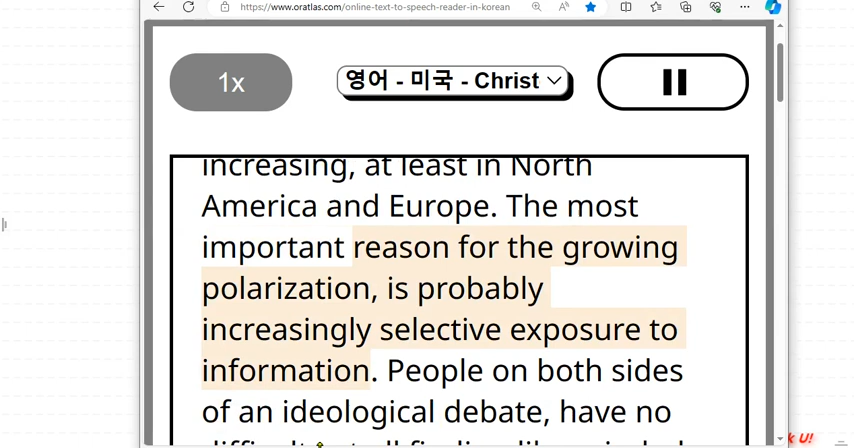 https://www.oratlas.com/online-text-to-speech-reader-in-korean
1x
영어 - 미국 - Christ
increasing, at least in North
America and Europe. The most
important reason for the growing
polarization, is probably
increasingly selective exposure to
information. People on both sides
of an ideological debate, have no
k U!